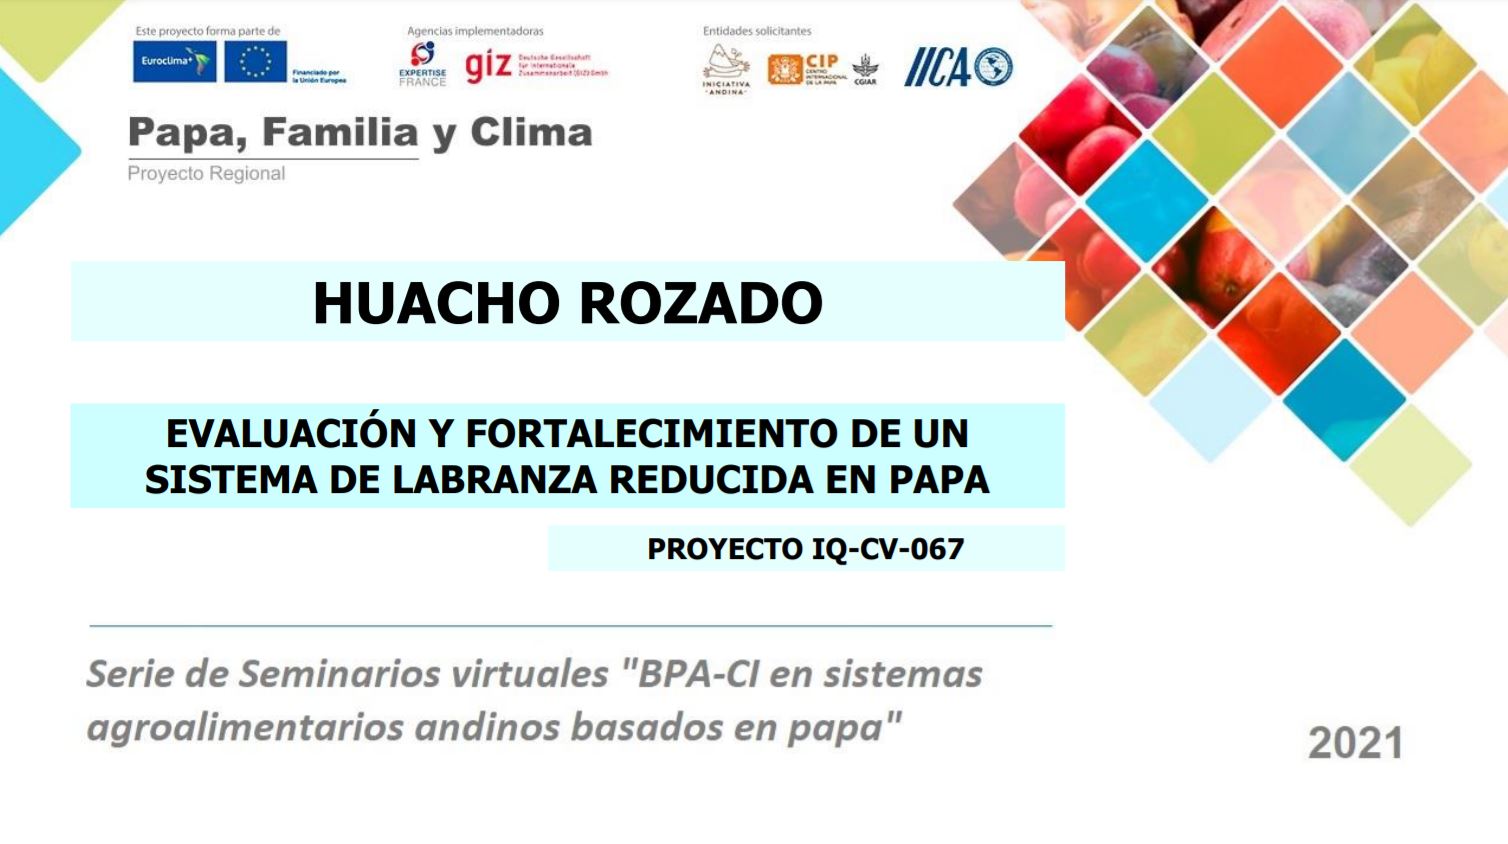 Este proyecto forma parte de
Agencias implementadoras
Entidades solicitantes
Euroclima+
Financiado por
la Unión Europea
EXPERTISE
FRANCE
giz
Deutsche Gesellschaft
für Internationale
Zusammenarbeit (GIZ) GmbH
INICIATIVA
·ANDINA·
CIP
CENTRO
INTERNACIONAL
DE LA PAPA
CGIAR
IICA
Papa, Familia y Clima
Proyecto Regional
HUACHO ROZADO
EVALUACIÓN Y FORTALECIMIENTO DE UN
SISTEMA DE LABRANZA REDUCIDA EN PAPA
PROYECTO IQ-CV-067
Serie de Seminarios virtuales "BPA-CI en sistemas
agroalimentarios andinos basados en papa"
2021